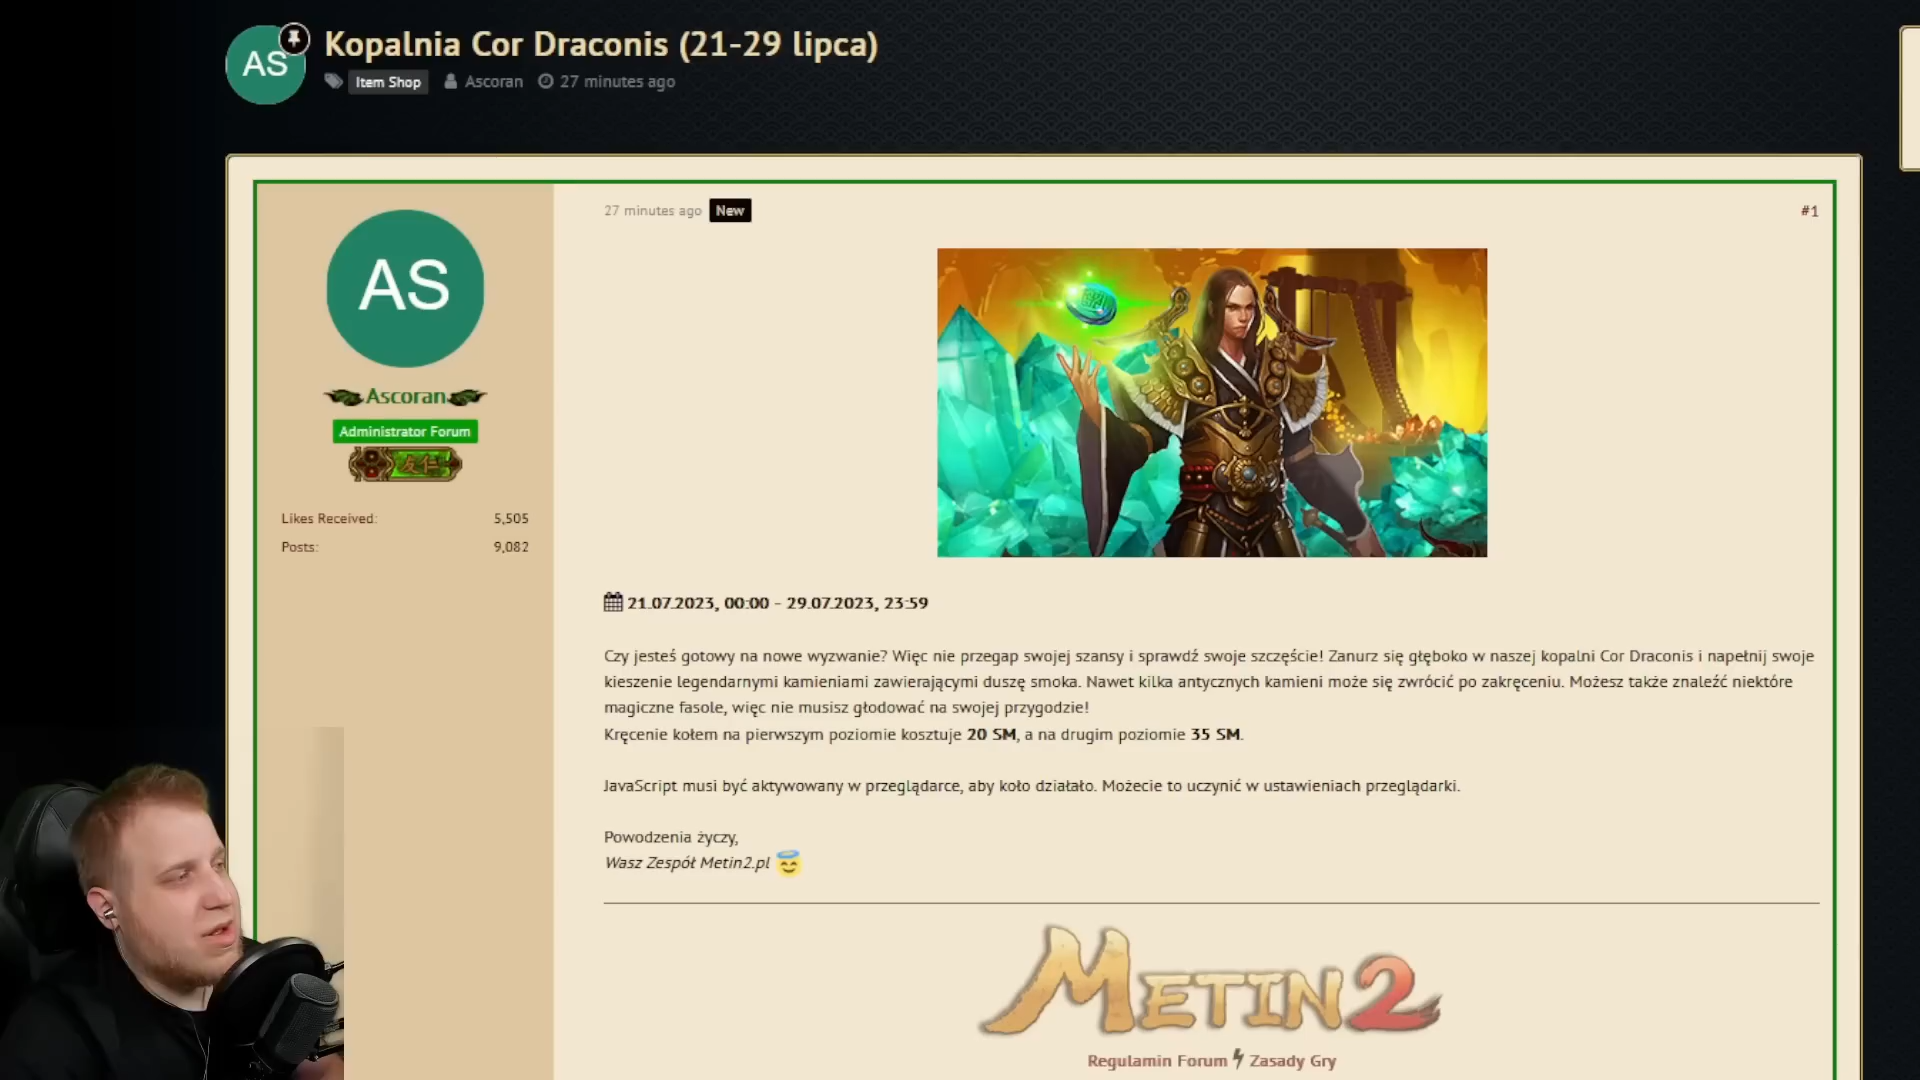 Kopalnia Cor Draconis (21-29 lipca)
AS
Item Shop Ascoran 27 minutes ago
27 minutes ago New #1
AS
Ascoran
Administrator Forum
Likes Received: 5,505
Posts: 9,082
21.07.2023, 00:00 - 29.07.2023, 23:59
Czy jesteś gotowy na nowe wyzwanie? Więc nie przegap swojej szansy i sprawdź swoje szczęście! Zanurz się głęboko w naszej kopalni Cor Draconis i napełnij swoje
kieszenie legendarnymi kamieniami zawierającymi duszę smoka. Nawet kilka antycznych kamieni może się zwrócić po zakręceniu. Możesz także znaleźć niektóre
magiczne fasole, więc nie musisz głodować na swojej przygodzie!
Kręcenie kołem na pierwszym poziomie kosztuje 20 SM, a na drugim poziomie 35 SM.
JavaScript musi być aktywowany w przeglądarce, aby koło działało. Możecie to uczynić w ustawieniach przeglądarki.
Powodzenia życzy,
Wasz Zespół Metin2.pl
METIN2
Regulamin Forum Zasady Gry